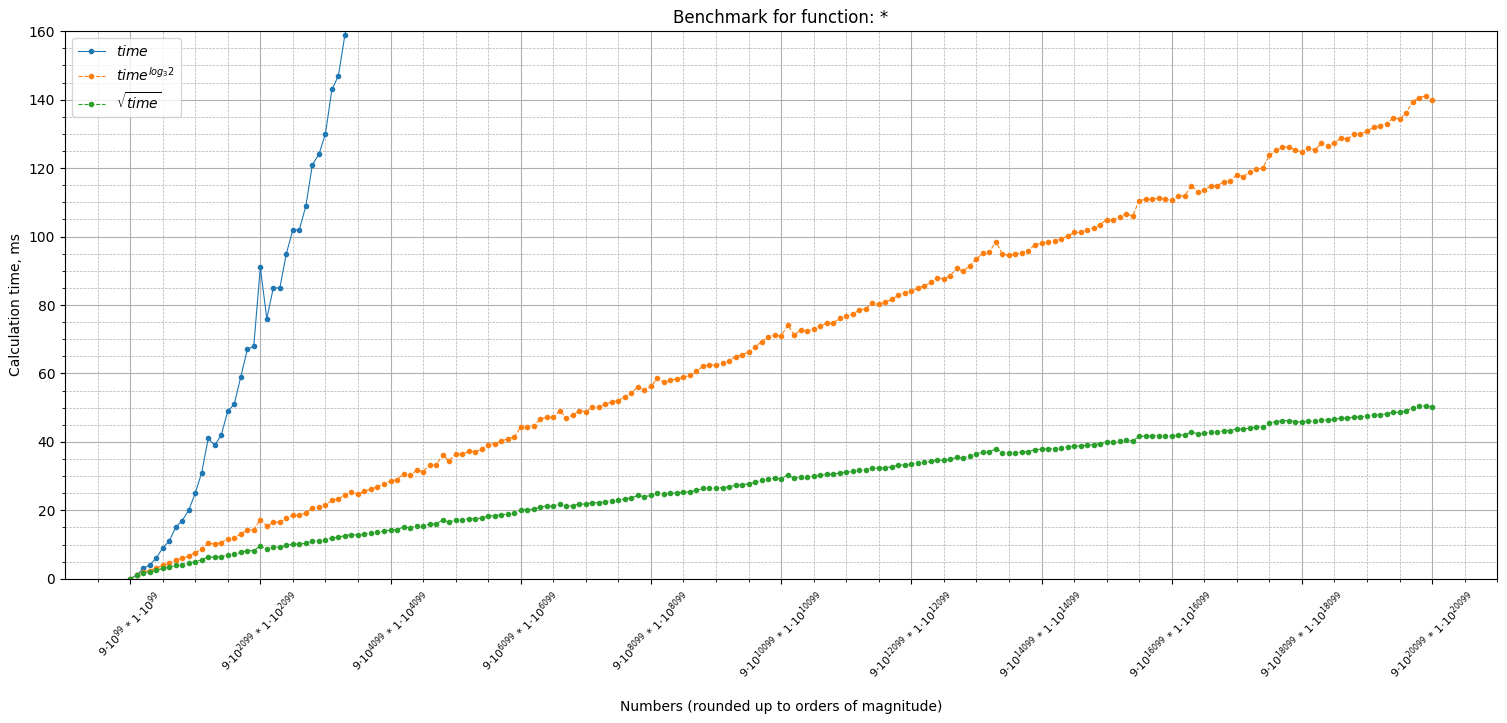 Benchmark for function: *
time
time^{log_3 2}
√time
Calculation time, ms
160
140
120
100
80
60
40
20
0
9·10^{99} * 1·10^{99}
9·10^{2099} * 1·10^{2099}
9·10^{4099} * 1·10^{4099}
9·10^{6099} * 1·10^{6099}
9·10^{8099} * 1·10^{8099}
9·10^{10099} * 1·10^{10099}
9·10^{12099} * 1·10^{12099}
9·10^{14099} * 1·10^{14099}
9·10^{16099} * 1·10^{16099}
9·10^{18099} * 1·10^{18099}
9·10^{20099} * 1·10^{20099}
Numbers (rounded up to orders of magnitude)